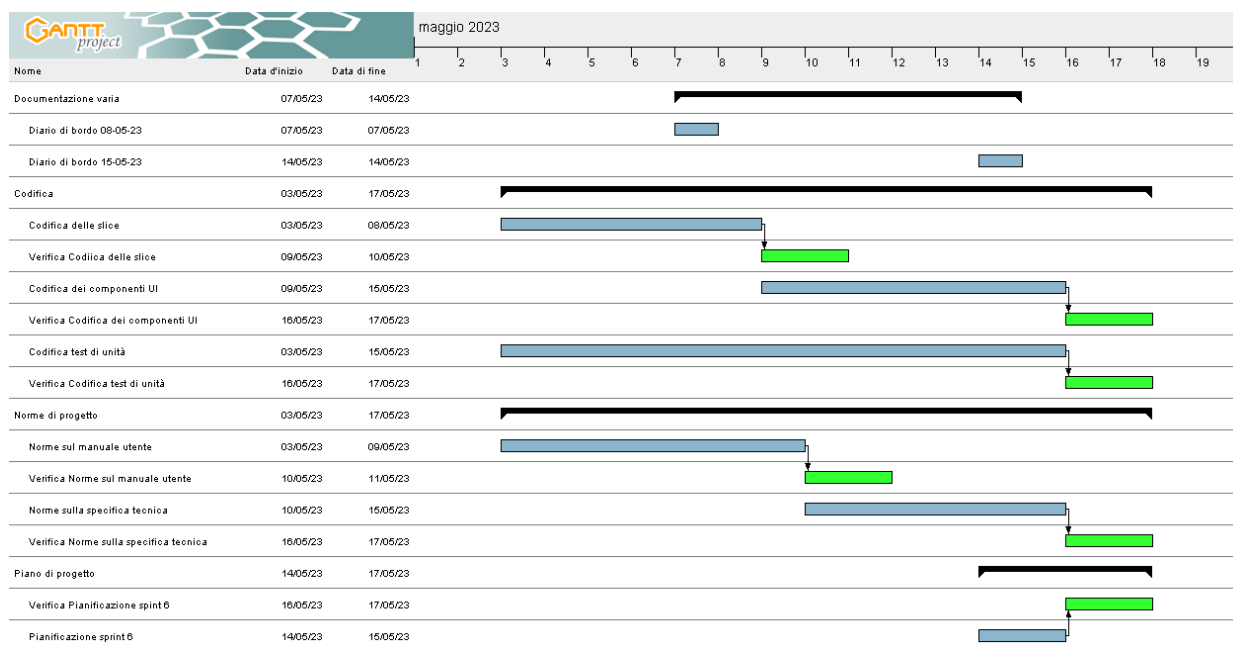 GANTT
project
maggio 2023
Nome Data d'inizio Data di fine 1 2 3 4 5 6 7 8 9 10 11 12 13 14 15 16 17 18 19
Documentazione varia 07/05/23 14/05/23
Diario di bordo 08-05-23 07/05/23 07/05/23
Diario di bordo 15-05-23 14/05/23 14/05/23
Codifica 03/05/23 17/05/23
Codifica delle slice 03/05/23 08/05/23
Verifica Codiica delle slice 09/05/23 10/05/23
Codifica dei componenti UI 09/05/23 15/05/23
Verifica Codifica dei componenti UI 16/05/23 17/05/23
Codifica test di unità 03/05/23 15/05/23
Verifica Codifica test di unità 16/05/23 17/05/23
Norme di progetto 03/05/23 17/05/23
Norme sul manuale utente 03/05/23 09/05/23
Verifica Norme sul manuale utente 10/05/23 11/05/23
Norme sulla specifica tecnica 10/05/23 15/05/23
Verifica Norme sulla specifica tecnica 16/05/23 17/05/23
Piano di progetto 14/05/23 17/05/23
Verifica Pianificazione spint 6 16/05/23 17/05/23
Pianificazione sprint 6 14/05/23 15/05/23